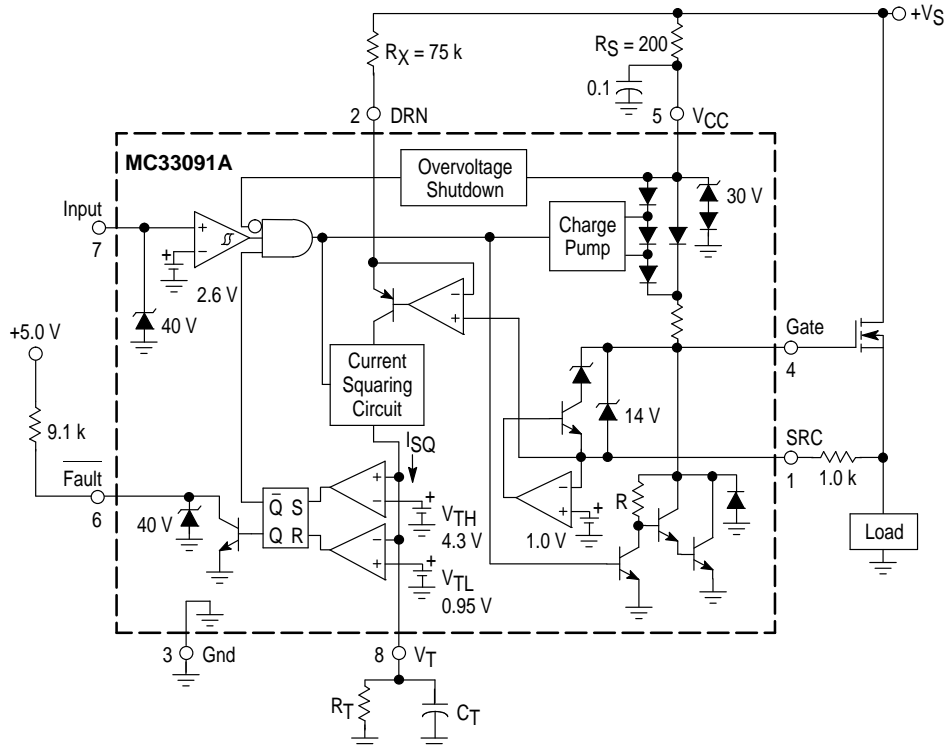 +VS
RX = 75 k
RS = 200
0.1
2 DRN
5 VCC
MC33091A
Overvoltage
Shutdown
30 V
Input
7
Charge
Pump
+
−
+
2.6 V
40 V
−
+
+5.0 V
Gate
4
Current
Squaring
Circuit
14 V
9.1 k
ISQ
SRC
1
1.0 k
Fault
6
40 V
Q S
Q R
+
−
+
VTH
4.3 V
−
+
+
VTL
0.95 V
−
+
+
1.0 V
R
Load
3 Gnd
8 VT
RT
CT